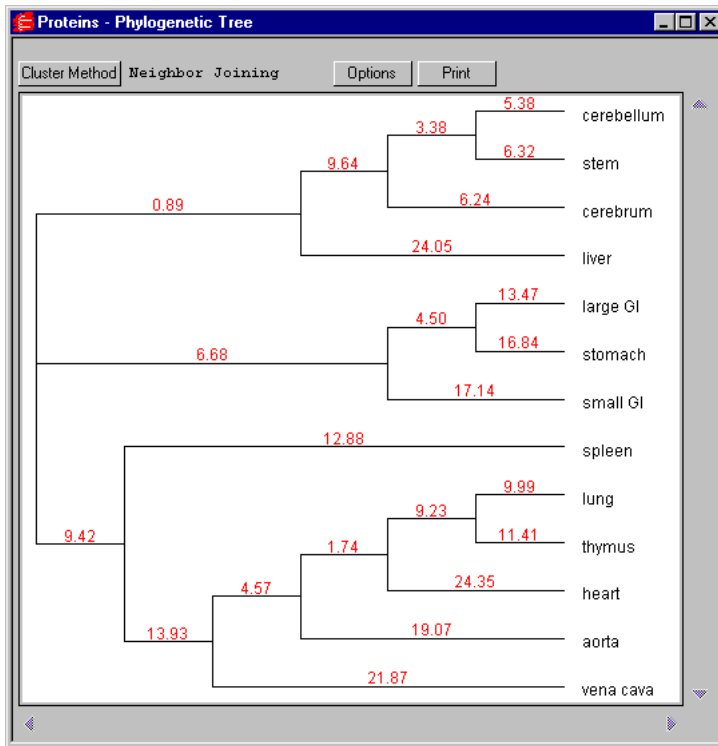 Proteins - Phylogenetic Tree
Cluster Method Neighbor Joining Options Print
5.38
cerebellum
3.38
6.32
stem
9.64
6.24
cerebrum
0.89
24.05
liver
13.47
large GI
4.50
16.84
stomach
6.68
17.14
small GI
12.88
spleen
9.99
lung
9.23
11.41
thymus
9.42
1.74
24.35
heart
4.57
19.07
aorta
13.93
21.87
vena cava